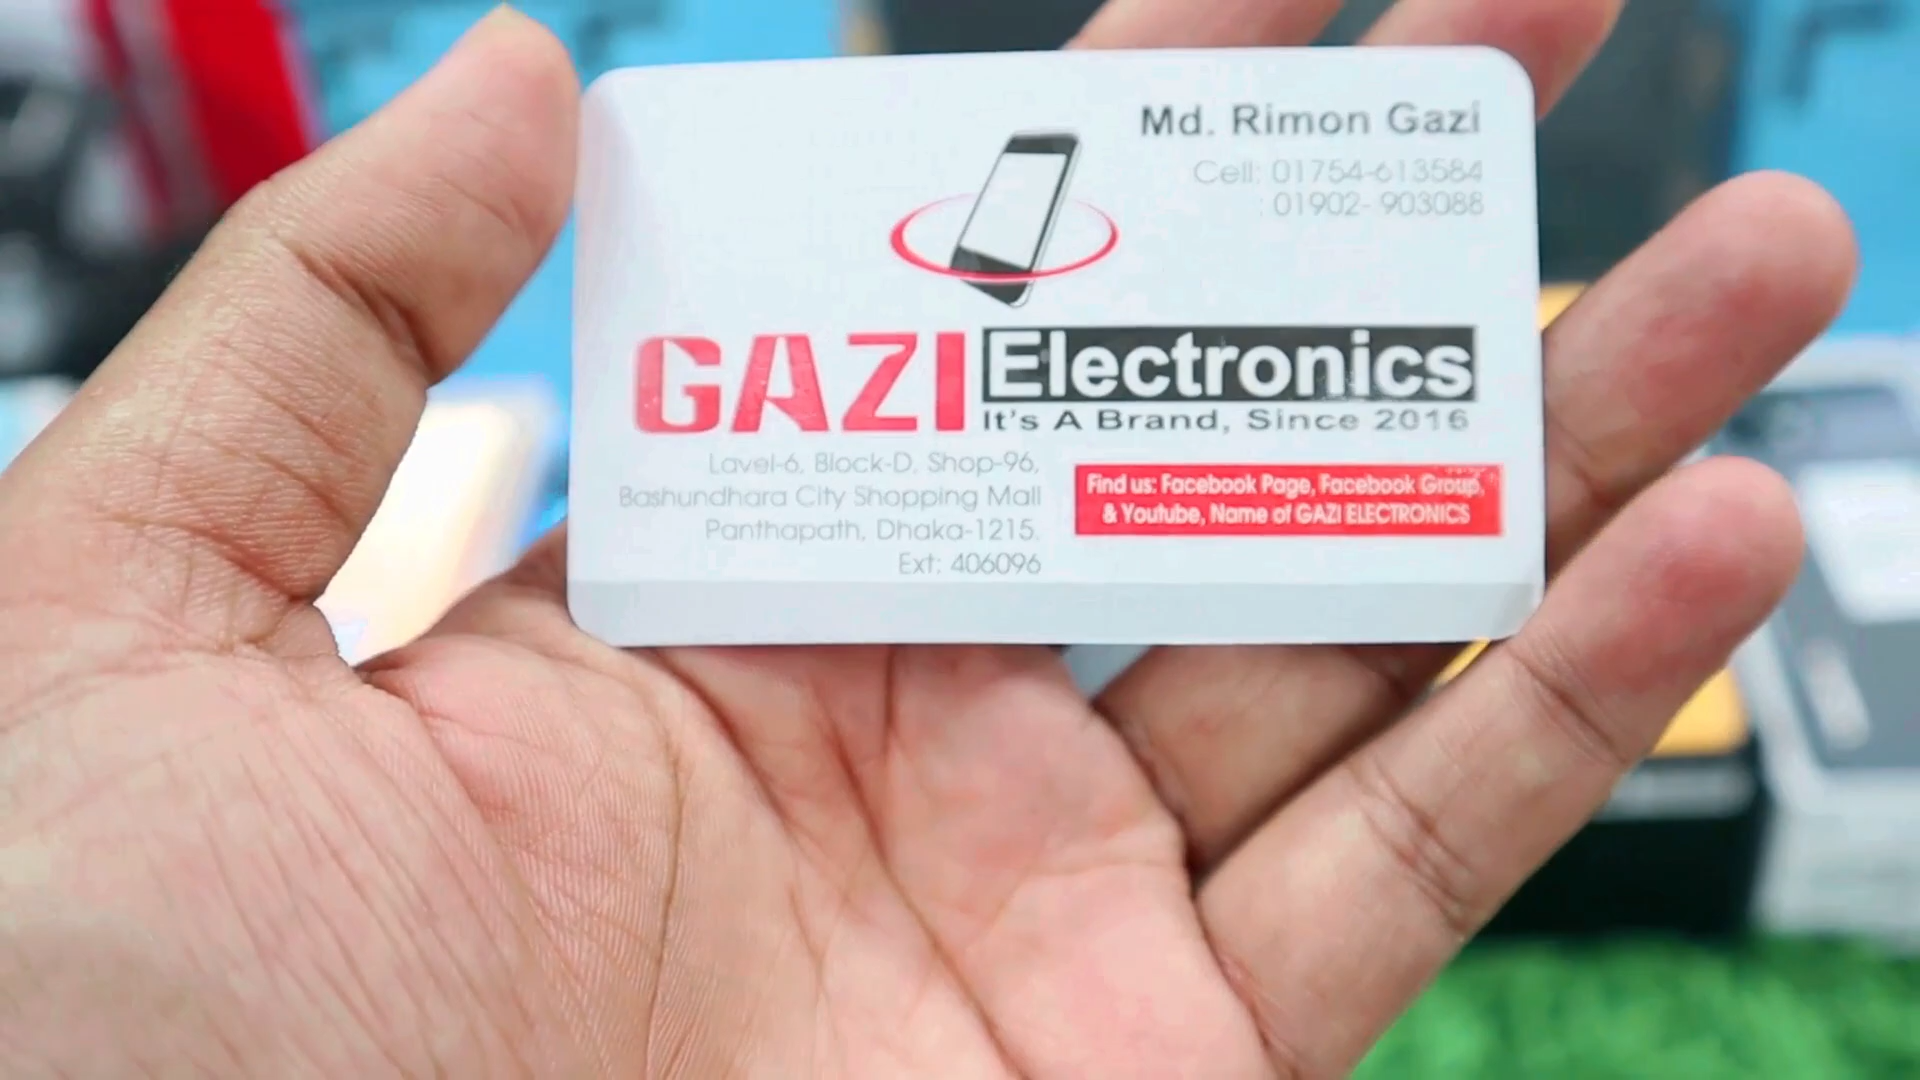 Md. Rimon Gazi
Cell: 01754-613584
: 01902- 903088
GAZI Electronics
It's A Brand, Since 2016
Lavel-6, Block-D, Shop-96,
Bashundhara City Shopping Mall
Panthapath, Dhaka-1215.
Ext: 406096
Find us: Facebook Page, Facebook Group,
& Youtube, Name of GAZI ELECTRONICS